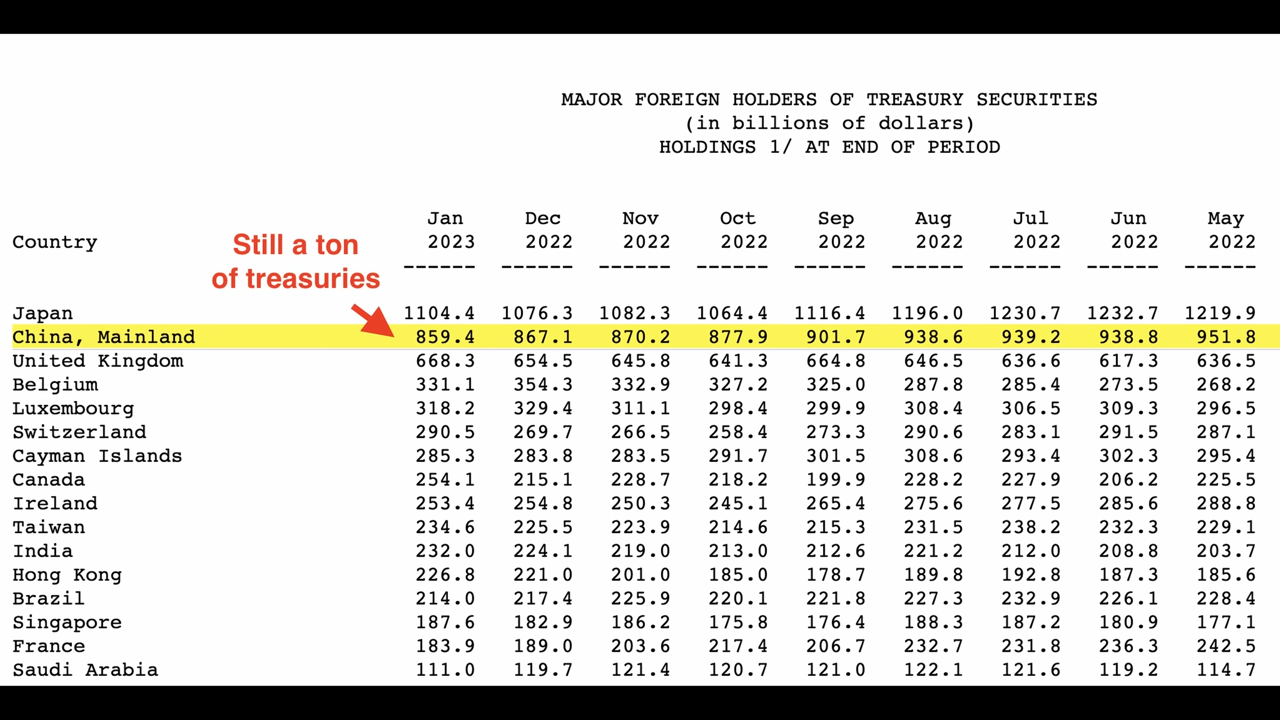 MAJOR FOREIGN HOLDERS OF TREASURY SECURITIES
(in billions of dollars)
HOLDINGS 1/ AT END OF PERIOD
Jan Dec Nov Oct Sep Aug Jul Jun May
Country 2023 2022 2022 2022 2022 2022 2022 2022 2022
Still a ton
of treasuries
------ ------ ------ ------ ------ ------ ------ ------ ------
Japan 1104.4 1076.3 1082.3 1064.4 1116.4 1196.0 1230.7 1232.7 1219.9
China, Mainland 859.4 867.1 870.2 877.9 901.7 938.6 939.2 938.8 951.8
United Kingdom 668.3 654.5 645.8 641.3 664.8 646.5 636.6 617.3 636.5
Belgium 331.1 354.3 332.9 327.2 325.0 287.8 285.4 273.5 268.2
Luxembourg 318.2 329.4 311.1 298.4 299.9 308.4 306.5 309.3 296.5
Switzerland 290.5 269.7 266.5 258.4 273.3 290.6 283.1 291.5 287.1
Cayman Islands 285.3 283.8 283.5 291.7 301.5 308.6 293.4 302.3 295.4
Canada 254.1 215.1 228.7 218.2 199.9 228.2 227.9 206.2 225.5
Ireland 253.4 254.8 250.3 245.1 265.4 275.6 277.5 285.6 288.8
Taiwan 234.6 225.5 223.9 214.6 215.3 231.5 238.2 232.3 229.1
India 232.0 224.1 219.0 213.0 212.6 221.2 212.0 208.8 203.7
Hong Kong 226.8 221.0 201.0 185.0 178.7 189.8 192.8 187.3 185.6
Brazil 214.0 217.4 225.9 220.1 221.8 227.3 232.9 226.1 228.4
Singapore 187.6 182.9 186.2 175.8 176.4 188.3 187.2 180.9 177.1
France 183.9 189.0 203.6 217.4 206.7 232.7 231.8 236.3 242.5
Saudi Arabia 111.0 119.7 121.4 120.7 121.0 122.1 121.6 119.2 114.7